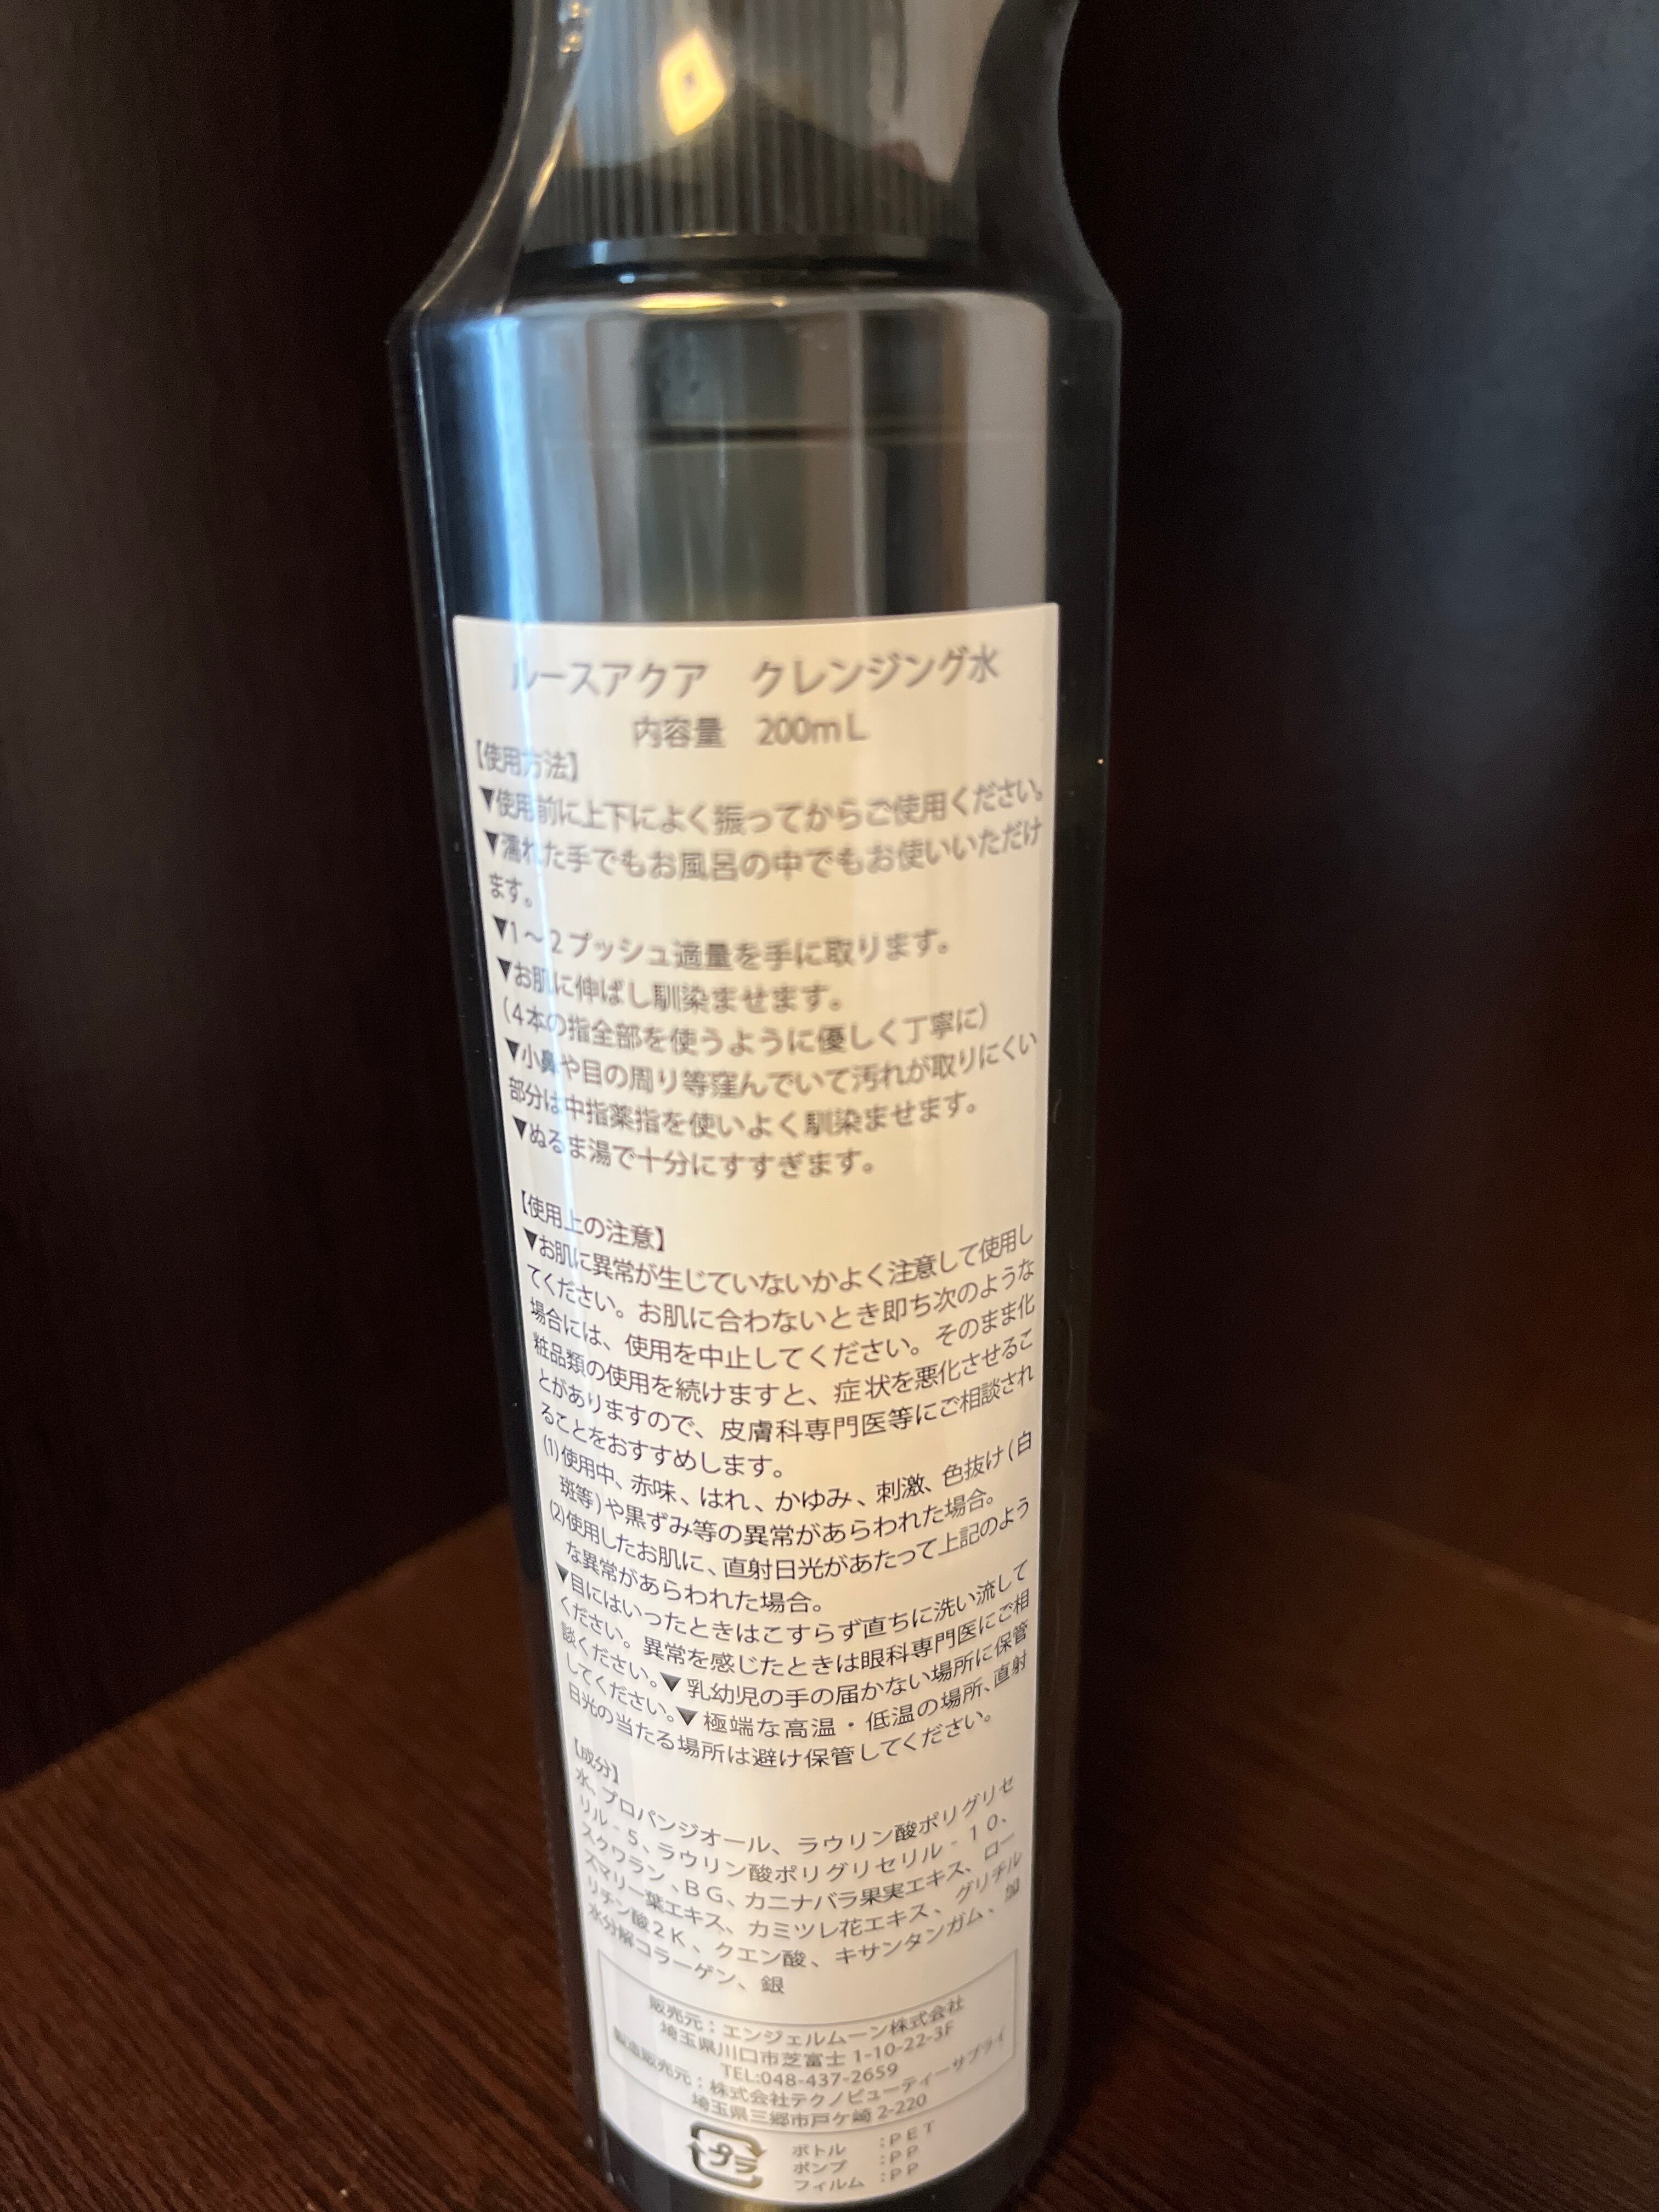 ルースアクア　クレンジング水
内容量　200mL
【使用方法】
▼使用前に上下によく振ってからご使用ください。
▼濡れた手でもお風呂の中でもお使いいただけ
ます。
▼1～2プッシュ適量を手に取ります。
▼お肌に伸ばし馴染ませます。
(4本の指全部を使うように優しく丁寧に)
▼小鼻や目の周り等窪んでいて汚れが取りにくい
部分は中指薬指を使いよく馴染ませます。
▼ぬるま湯で十分にすすぎます。
【使用上の注意】
▼お肌に異常が生じていないかよく注意して使用し
てください。お肌に合わないとき即ち次のような
場合には、使用を中止してください。そのまま化
粧品類の使用を続けますと、症状を悪化させるこ
とがありますので、皮膚科専門医等にご相談され
ることをおすすめします。
(1)使用中、赤味、はれ、かゆみ、刺激、色抜け(白
斑等)や黒ずみ等の異常があらわれた場合。
(2)使用したお肌に、直射日光があたって上記のよう
な異常があらわれた場合。
▼目にはいったときはこすらず直ちに洗い流して
ください。異常を感じたときは眼科専門医にご相
談ください。▼乳幼児の手の届かない場所に保管
してください。▼極端な高温・低温の場所、直射
日光の当たる場所は避け保管してください。
【成分】
水、プロパンジオール、ラウリン酸ポリグリセ
リル‐5、ラウリン酸ポリグリセリル‐10、
スクワラン、BG、カニナバラ果実エキス、ロー
ズマリー葉エキス、カミツレ花エキス、グリチル
リチン酸2K、クエン酸、キサンタンガム、加
水分解コラーゲン、銀
販売元：エンジェルムーン株式会社
埼玉県川口市芝富士1-10-22-3F
TEL:048-437-2659
製造販売元：株式会社テクノビューティーサプライ
埼玉県三郷市戸ケ崎2-220
プラ
ボトル　：PET
ポンプ　：PP
フィルム：PP